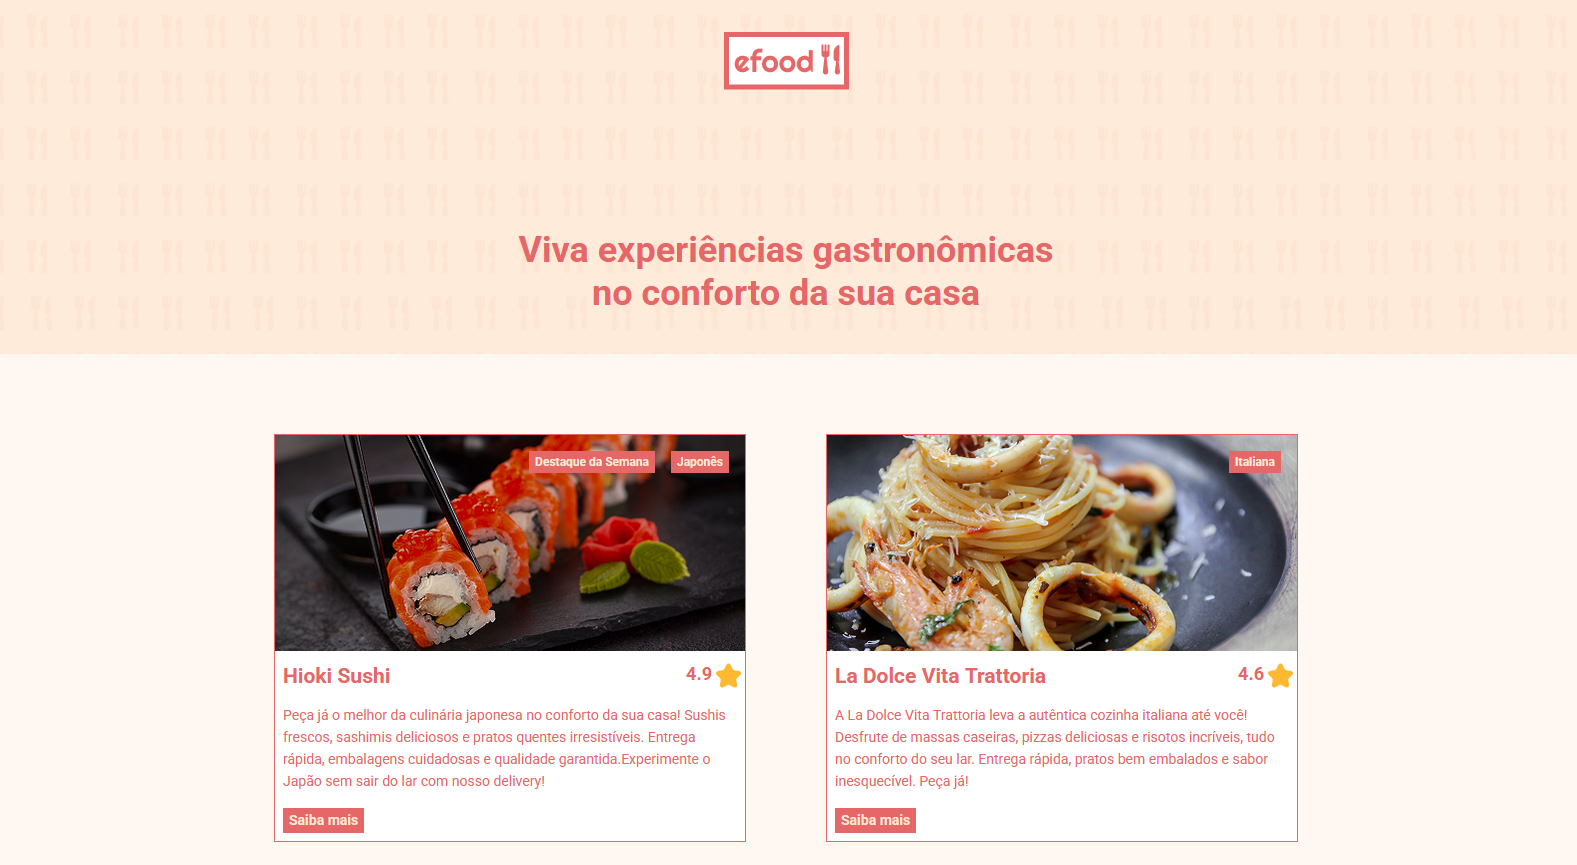 efood
Viva experiências gastronômicas
no conforto da sua casa
Destaque da Semana
Japonês
Hioki Sushi
4.9
Peça já o melhor da culinária japonesa no conforto da sua casa! Sushis
frescos, sashimis deliciosos e pratos quentes irresistíveis. Entrega
rápida, embalagens cuidadosas e qualidade garantida.Experimente o
Japão sem sair do lar com nosso delivery!
Saiba mais
Italiana
La Dolce Vita Trattoria
4.6
A La Dolce Vita Trattoria leva a autêntica cozinha italiana até você!
Desfrute de massas caseiras, pizzas deliciosas e risotos incríveis, tudo
no conforto do seu lar. Entrega rápida, pratos bem embalados e sabor
inesquecível. Peça já!
Saiba mais